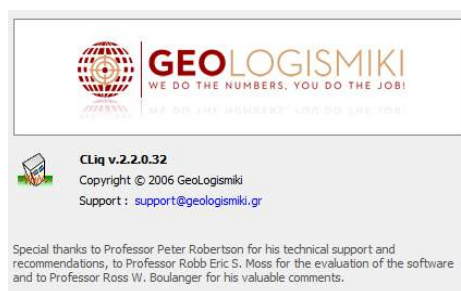 GEOLOGISMIKI
WE DO THE NUMBERS, YOU DO THE JOB!
CLiq v.2.2.0.32
Copyright © 2006 GeoLogismiki
Support : support@geologismiki.gr
Special thanks to Professor Peter Robertson for his technical support and
recommendations, to Professor Robb Eric S. Moss for the evaluation of the software
and to Professor Ross W. Boulanger for his valuable comments.